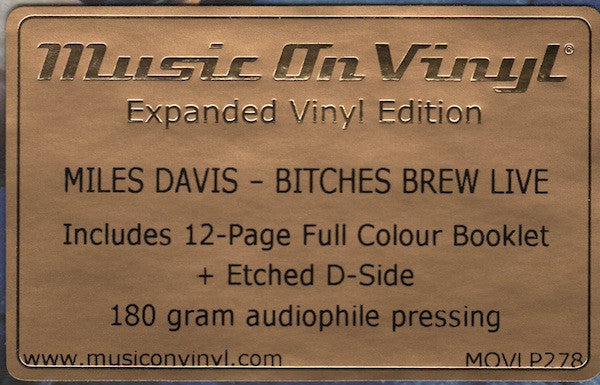 Music On Vinyl®
Expanded Vinyl Edition
MILES DAVIS – BITCHES BREW LIVE
Includes 12-Page Full Colour Booklet
+ Etched D-Side
180 gram audiophile pressing
www.musiconvinyl.com MOVLP278